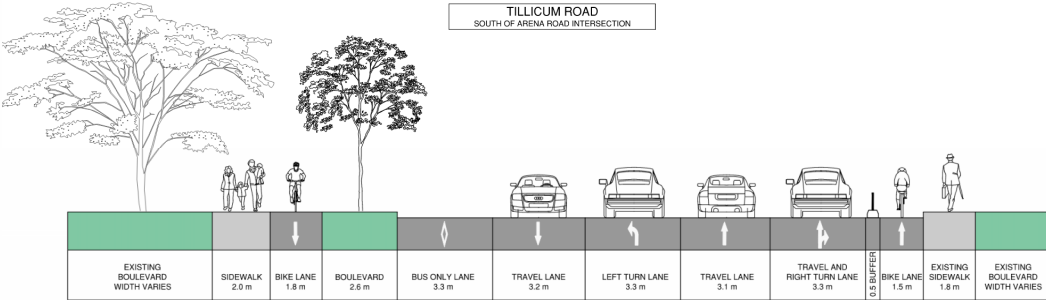 TILLICUM ROAD
SOUTH OF ARENA ROAD INTERSECTION
EXISTING
BOULEVARD
WIDTH VARIES
SIDEWALK
2.0 m
BIKE LANE
1.8 m
BOULEVARD
2.6 m
BUS ONLY LANE
3.3 m
TRAVEL LANE
3.2 m
LEFT TURN LANE
3.3 m
TRAVEL LANE
3.1 m
TRAVEL AND
RIGHT TURN LANE
3.3 m
0.5 BUFFER
BIKE LANE
1.5 m
EXISTING
SIDEWALK
1.8 m
EXISTING
BOULEVARD
WIDTH VARIES